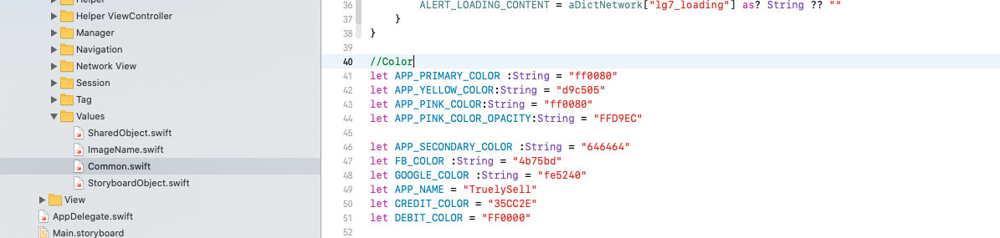 Helper
Helper ViewController
Manager
Navigation
Network View
Session
Tag
Values
SharedObject.swift
ImageName.swift
Common.swift
StoryboardObject.swift
View
AppDelegate.swift
Main.storyboard
36 ALERT_LOADING_CONTENT = aDictNetwork["lg7_loading"] as? String ?? ""
37 }
38 }
39
40 //Color
41 let APP_PRIMARY_COLOR :String = "ff0080"
42 let APP_YELLOW_COLOR:String = "d9c505"
43 let APP_PINK_COLOR:String = "ff0080"
44 let APP_PINK_COLOR_OPACITY:String = "FFD9EC"
45
46 let APP_SECONDARY_COLOR :String = "646464"
47 let FB_COLOR :String = "4b75bd"
48 let GOOGLE_COLOR :String = "fe5240"
49 let APP_NAME = "TruelySell"
50 let CREDIT_COLOR = "35CC2E"
51 let DEBIT_COLOR = "FF0000"
52